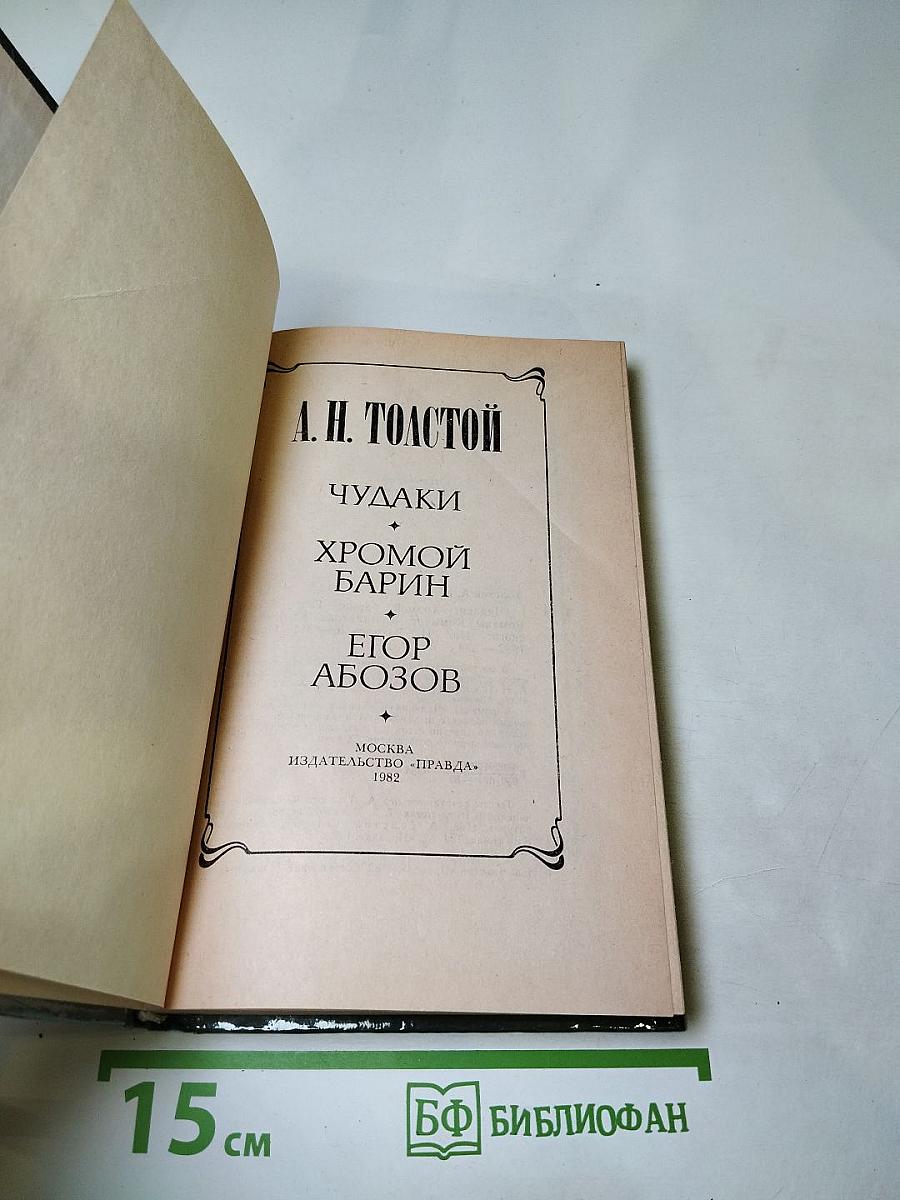 А. Н. ТОЛСТОЙ
ЧУДАКИ
ХРОМОЙ
БАРИН
ЕГОР
АБОЗОВ
МОСКВА
ИЗДАТЕЛЬСТВО «ПРАВДА»
1982
15 см
БФ БИБЛИОФАН